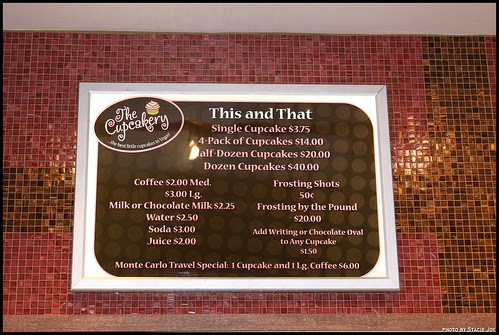 The
Cupcakery
...the best little cupcakes in Vegas!
This and That
Single Cupcake $3.75
4-Pack of Cupcakes $14.00
Half-Dozen Cupcakes $20.00
Dozen Cupcakes $40.00
Coffee $2.00 Med.
$3.00 Lg.
Milk or Chocolate Milk $2.25
Water $2.50
Soda $3.00
Juice $2.00
Frosting Shots
50¢
Frosting by the Pound
$20.00
Add Writing or Chocolate Oval
to Any Cupcake
$1.50
Monte Carlo Travel Special: 1 Cupcake and 1 Lg. Coffee $6.00
PHOTO BY STACIE JOY